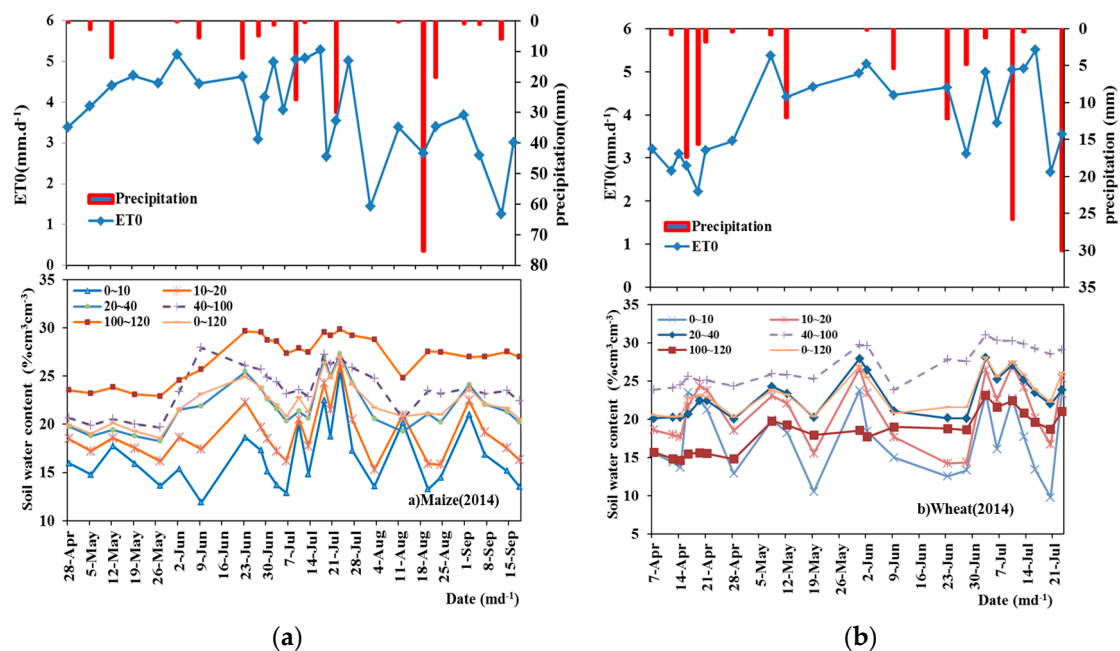 6
5
4
3
2
1
0
ET0(mm.d⁻¹)
0
10
20
30
40
50
60
70
80
precipitation(mm)
Precipitation
ET0
35
30
25
20
15
10
Soil water content (%cm³cm⁻³)
0~10 10~20
20~40 40~100
100~120 0~120
a)Maize(2014)
28-Apr
5-May
12-May
19-May
26-May
2-Jun
9-Jun
16-Jun
23-Jun
30-Jun
7-Jul
14-Jul
21-Jul
28-Jul
4-Aug
11-Aug
18-Aug
25-Aug
1-Sep
8-Sep
15-Sep
Date (md⁻¹)
(a)
6
5
4
3
2
1
0
ET0(mm.d⁻¹)
0
5
10
15
20
25
30
35
precipitation (mm)
Precipitation
ET0
35
30
25
20
15
10
5
Soil water content (%cm³cm⁻³)
0~10 10~20
20~40 40~100
100~120 0~120
b)Wheat(2014)
7-Apr
14-Apr
21-Apr
28-Apr
5-May
12-May
19-May
26-May
2-Jun
9-Jun
16-Jun
23-Jun
30-Jun
7-Jul
14-Jul
21-Jul
Date (md⁻¹)
(b)